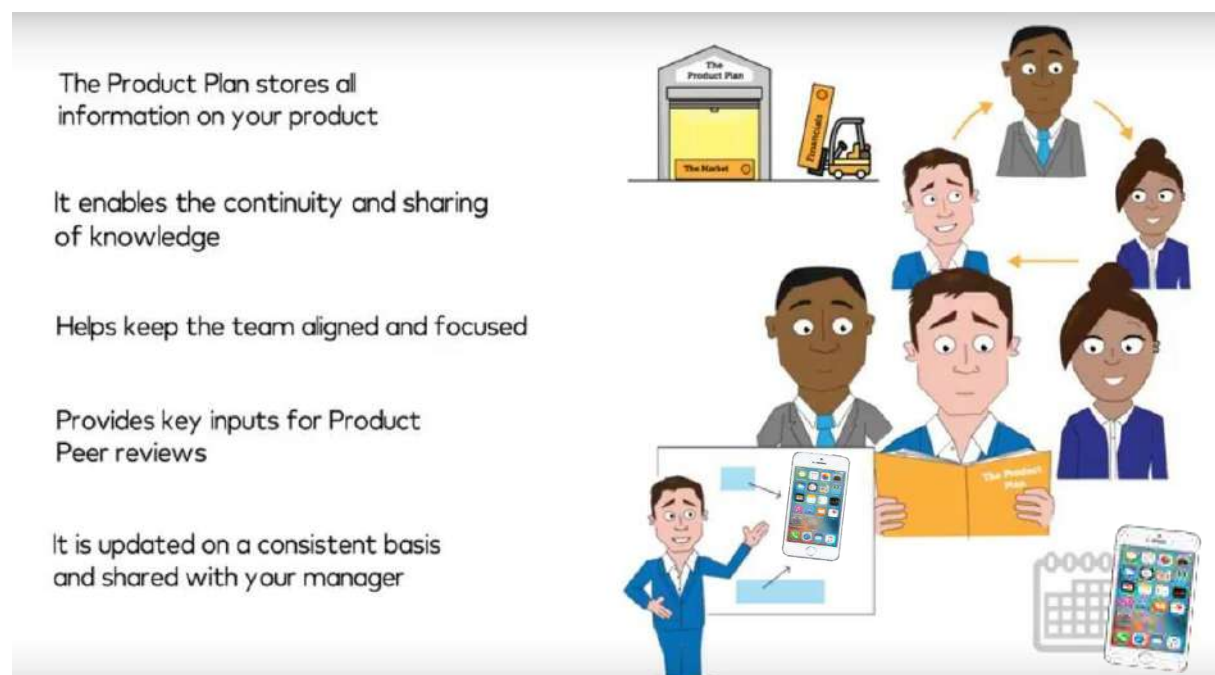 The Product Plan stores all
information on your product
It enables the continuity and sharing
of knowledge
Helps keep the team aligned and focused
Provides key inputs for Product
Peer reviews
It is updated on a consistent basis
and shared with your manager
The
Product Plan
The Market
Financials
The Product
Plan